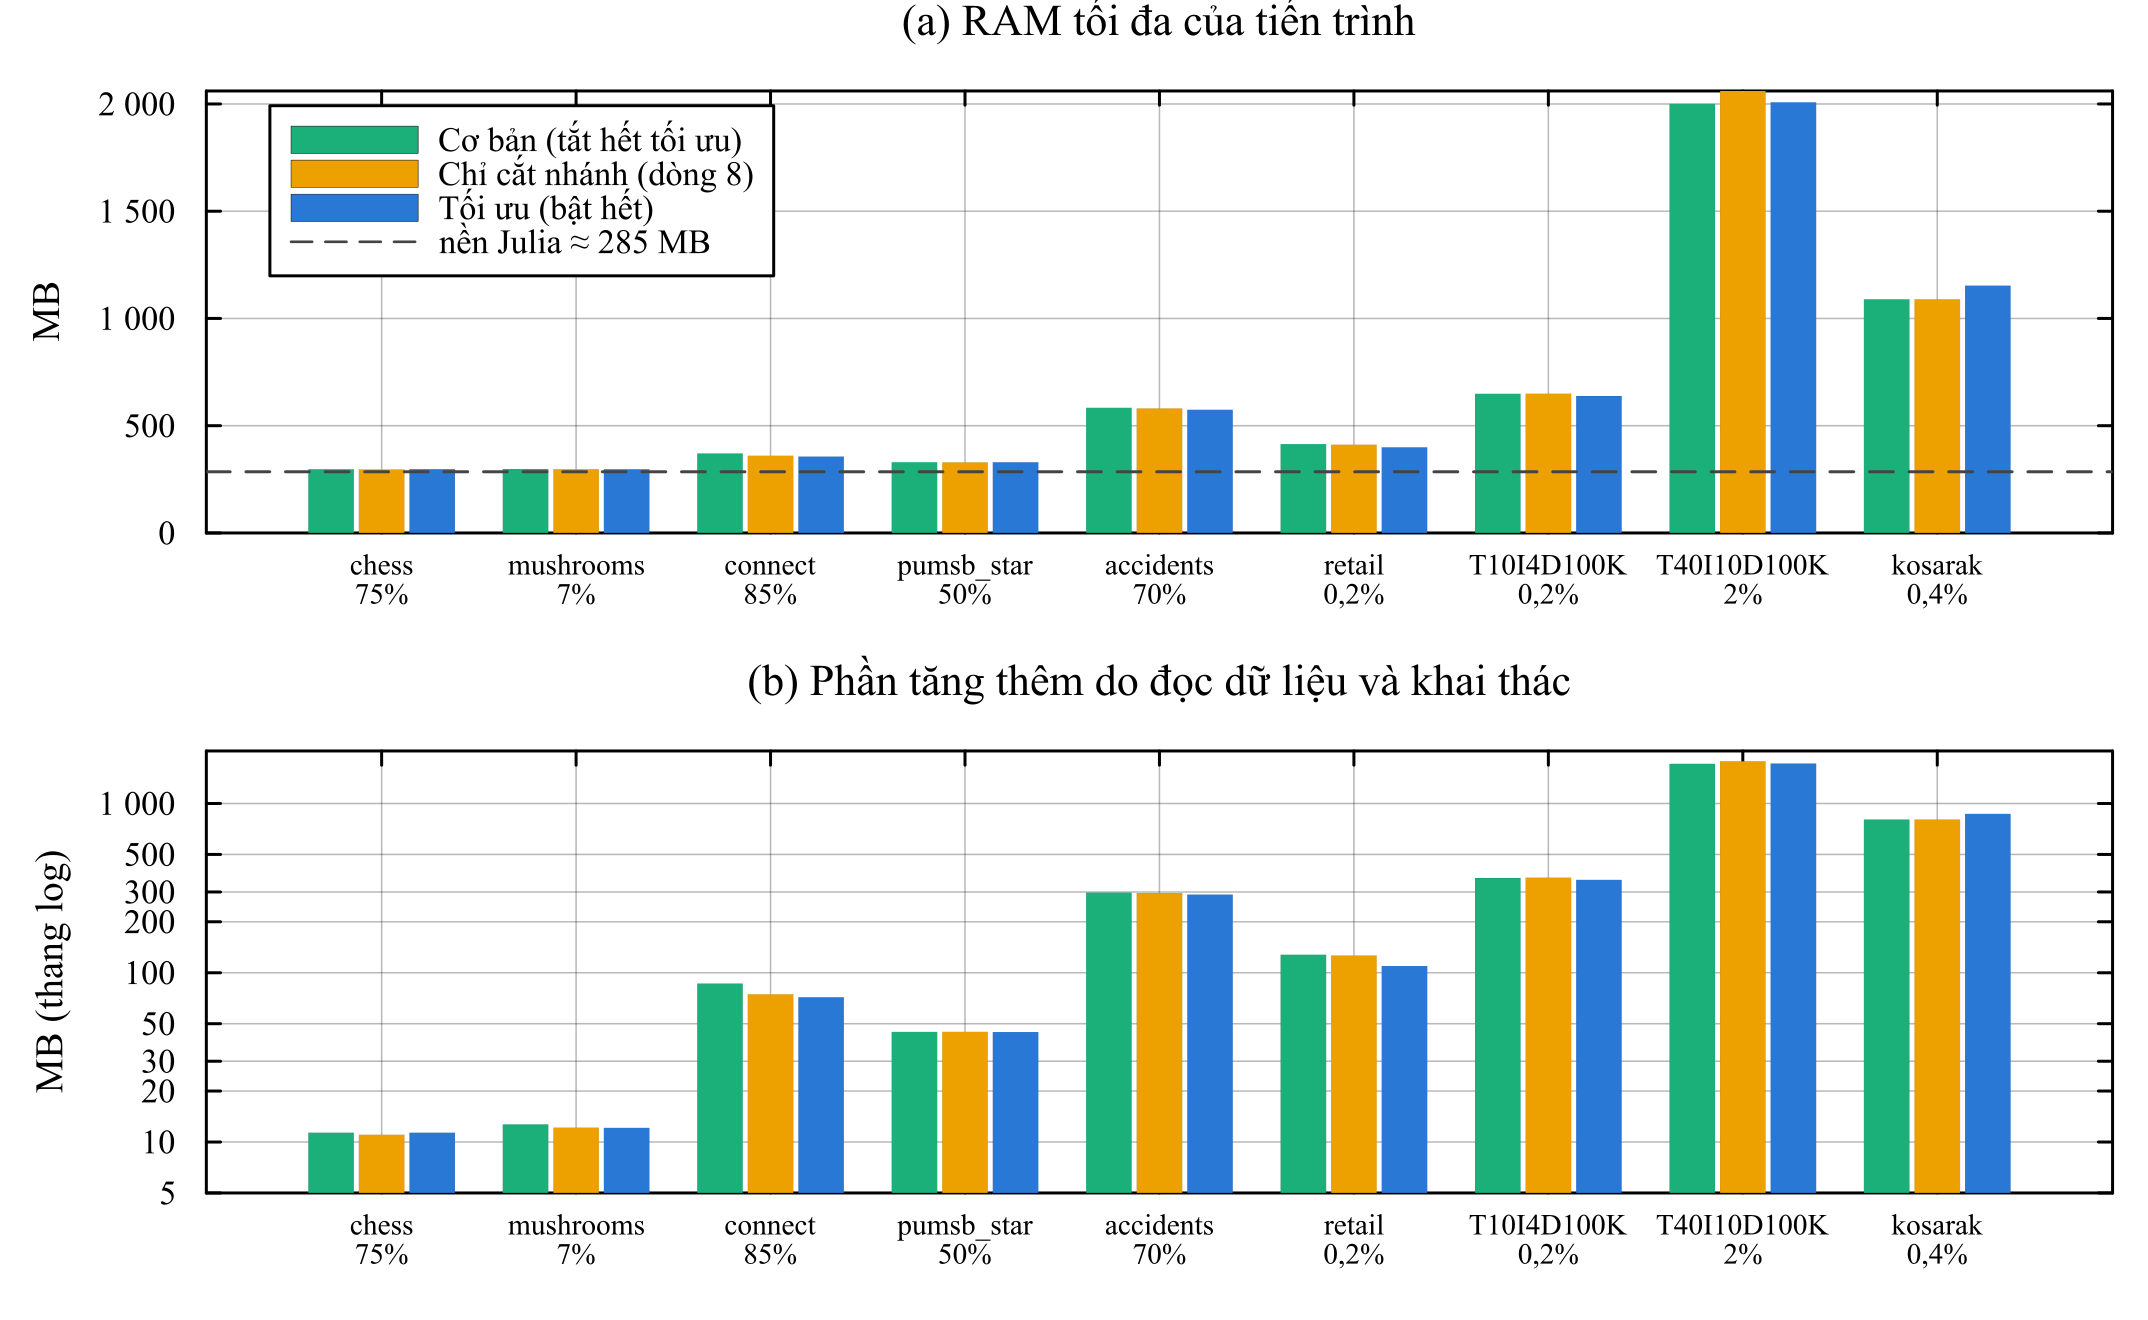 (a) RAM tối đa của tiến trình
2 000
1 500
1 000
500
0
MB
Cơ bản (tắt hết tối ưu)
Chỉ cắt nhánh (dòng 8)
Tối ưu (bật hết)
nền Julia ≈ 285 MB
chess mushrooms connect pumsb_star accidents retail T10I4D100K T40I10D100K kosarak
75% 7% 85% 50% 70% 0,2% 0,2% 2% 0,4%
(b) Phần tăng thêm do đọc dữ liệu và khai thác
1 000
500
300
200
100
50
30
20
10
5
MB (thang log)
chess mushrooms connect pumsb_star accidents retail T10I4D100K T40I10D100K kosarak
75% 7% 85% 50% 70% 0,2% 0,2% 2% 0,4%